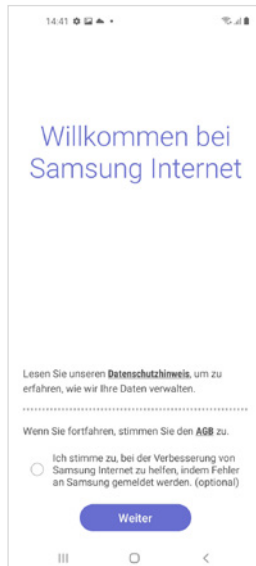 14:41
Willkommen bei
Samsung Internet
Lesen Sie unseren Datenschutzhinweis, um zu
erfahren, wie wir Ihre Daten verwalten.
Wenn Sie fortfahren, stimmen Sie den AGB zu.
Ich stimme zu, bei der Verbesserung von
Samsung Internet zu helfen, indem Fehler
an Samsung gemeldet werden. (optional)
Weiter